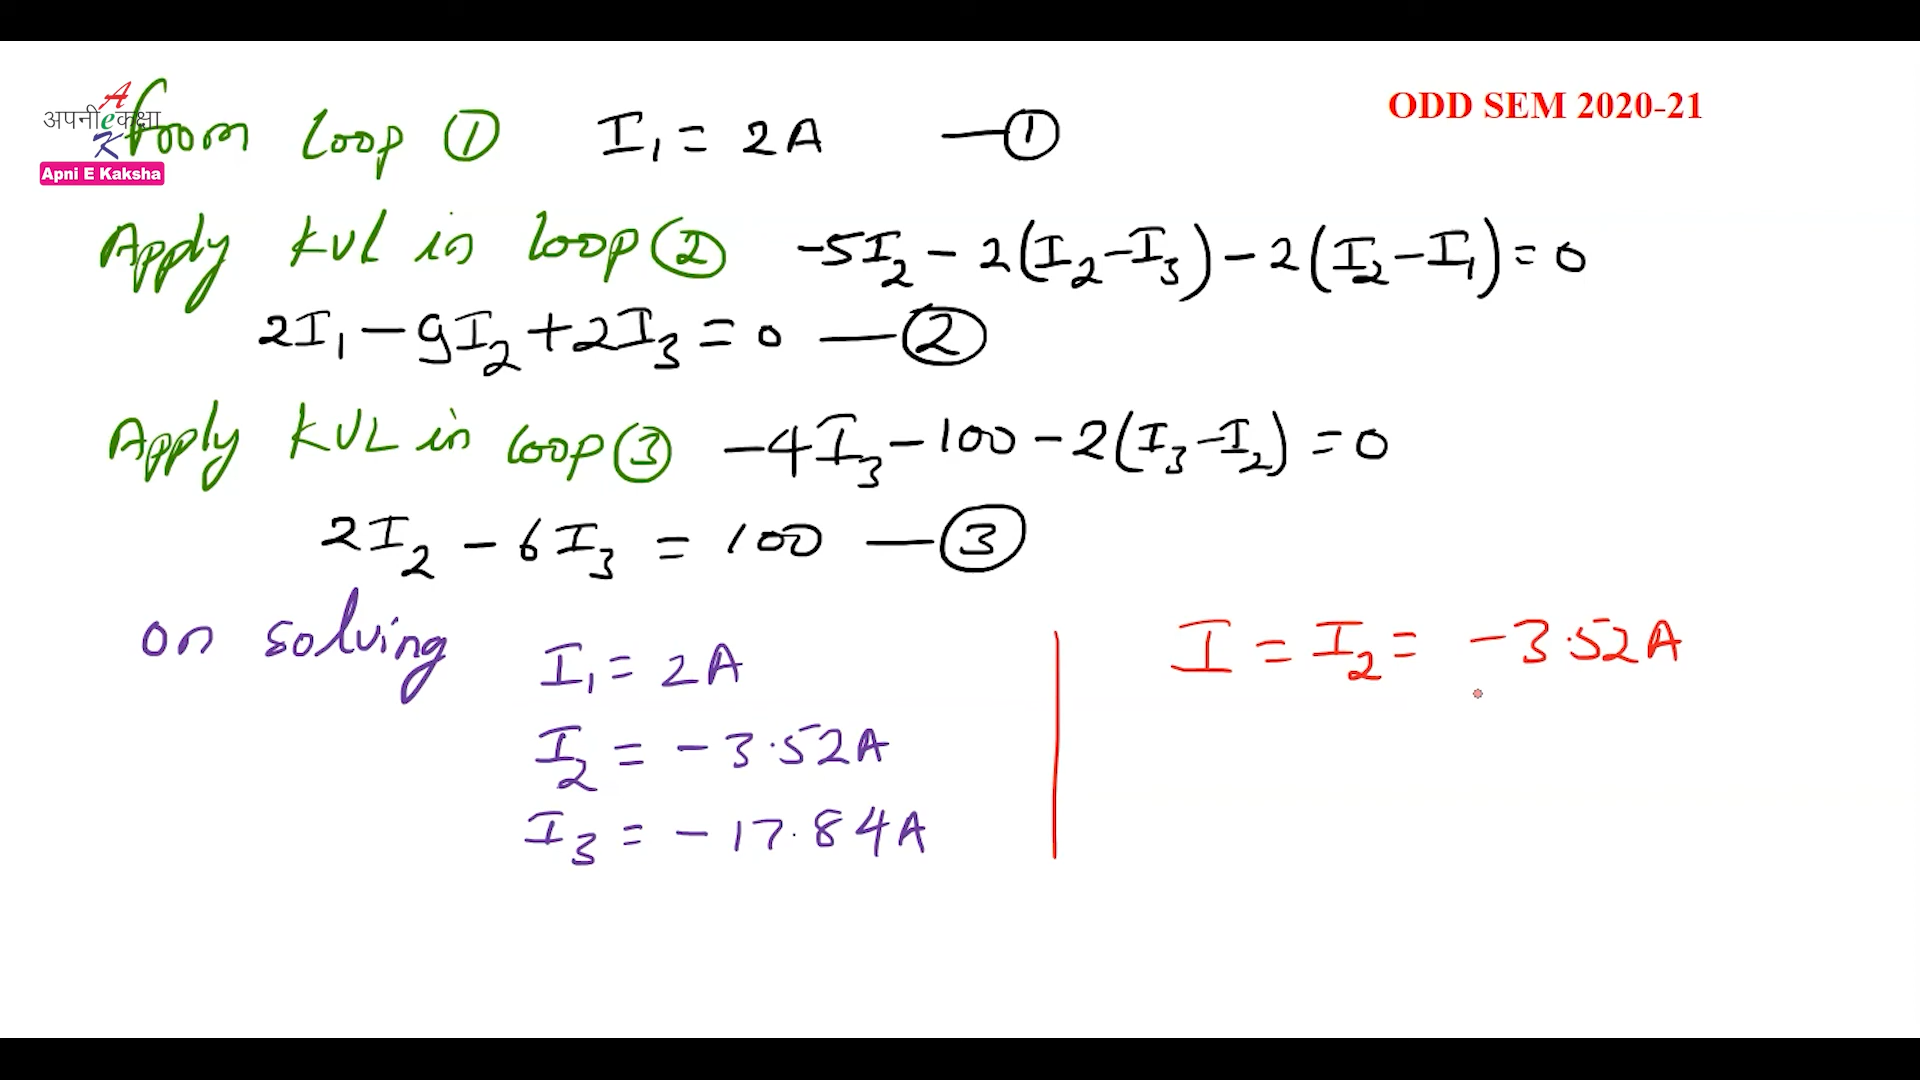 अपनी e कक्षा
A
K
Apni E Kaksha
ODD SEM 2020-21
from loop ① I₁ = 2A —①
Apply KVL in loop ② -5I₂ - 2(I₂-I₃) - 2(I₂-I₁) = 0
2I₁ - 9I₂ + 2I₃ = 0 —②
Apply KVL in loop ③ -4I₃ - 100 - 2(I₃-I₂) = 0
2I₂ - 6I₃ = 100 —③
on solving
I₁ = 2A
I₂ = -3.52A
I₃ = -17.84A
I = I₂ = -3.52A